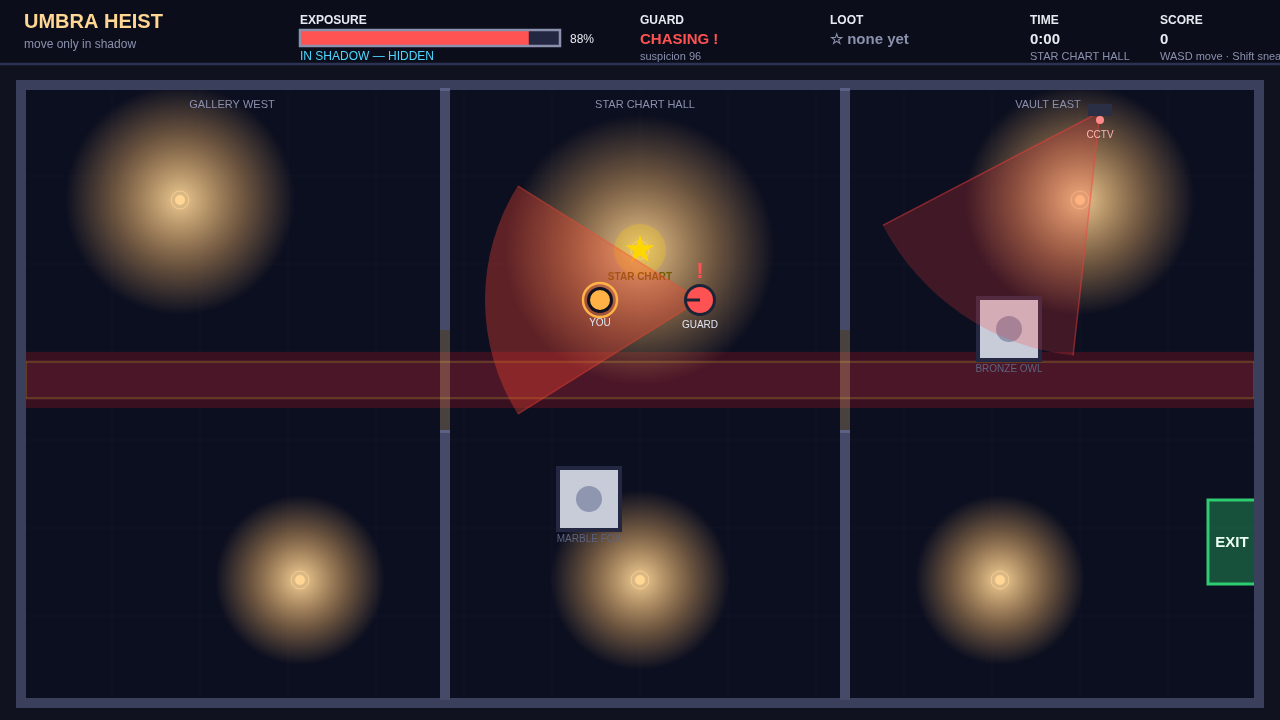 UMBRA HEIST
move only in shadow
EXPOSURE
88%
IN SHADOW — HIDDEN
GUARD
CHASING !
suspicion 96
LOOT
☆ none yet
TIME
0:00
STAR CHART HALL
SCORE
0
WASD move · Shift snea
GALLERY WEST
STAR CHART HALL
VAULT EAST
CCTV
STAR CHART
!
YOU
GUARD
BRONZE OWL
MARBLE FOX
EXIT